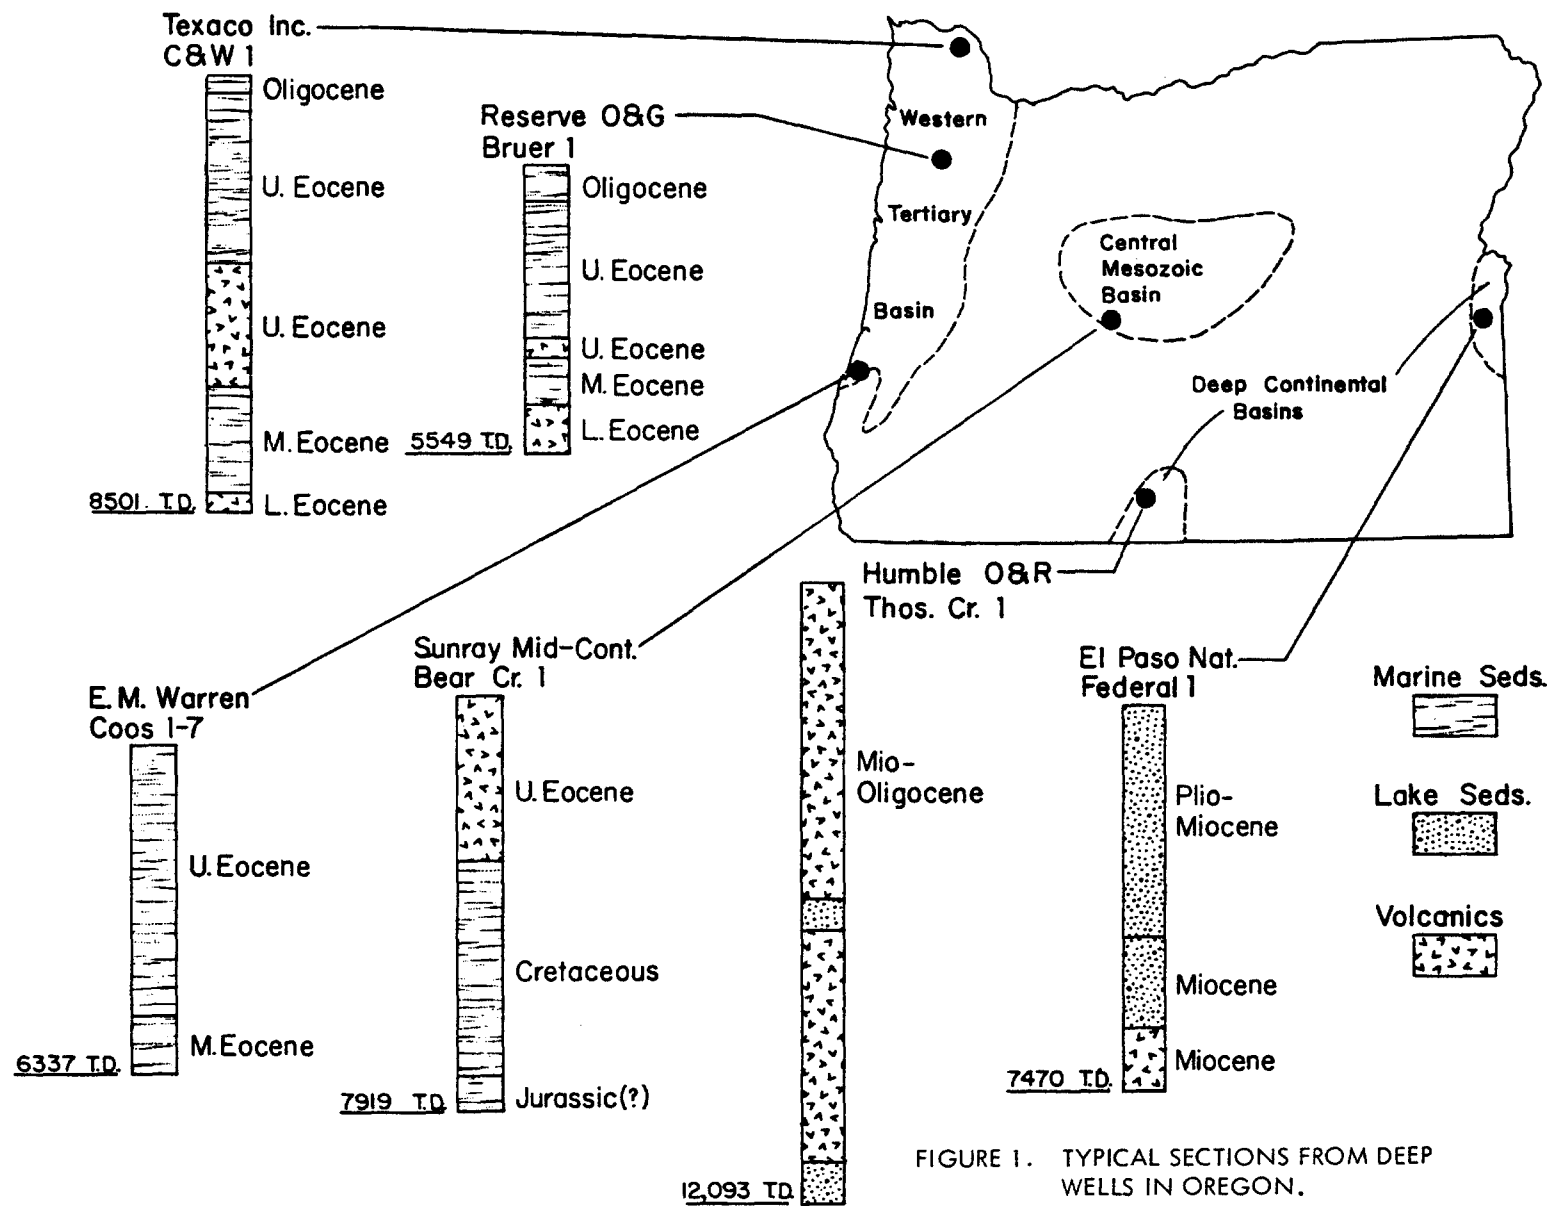 Texaco Inc.
C&W 1
Oligocene
U. Eocene
U. Eocene
M. Eocene
L. Eocene
8501. T.D.
Reserve O&G
Bruer 1
Oligocene
U. Eocene
U. Eocene
M. Eocene
L. Eocene
5549 T.D.
Western
Tertiary
Basin
Central
Mesozoic
Basin
Deep Continental
Basins
E. M. Warren
Coos 1-7
U. Eocene
M. Eocene
6337 T.D.
Sunray Mid-Cont.
Bear Cr. 1
U. Eocene
Cretaceous
Jurassic(?)
7919 T.D.
Humble O&R
Thos. Cr. 1
Mio-
Oligocene
12,093 T.D.
El Paso Nat.
Federal 1
Plio-
Miocene
Miocene
Miocene
7470 T.D.
Marine Seds.
Lake Seds.
Volcanics
FIGURE 1. TYPICAL SECTIONS FROM DEEP
WELLS IN OREGON.